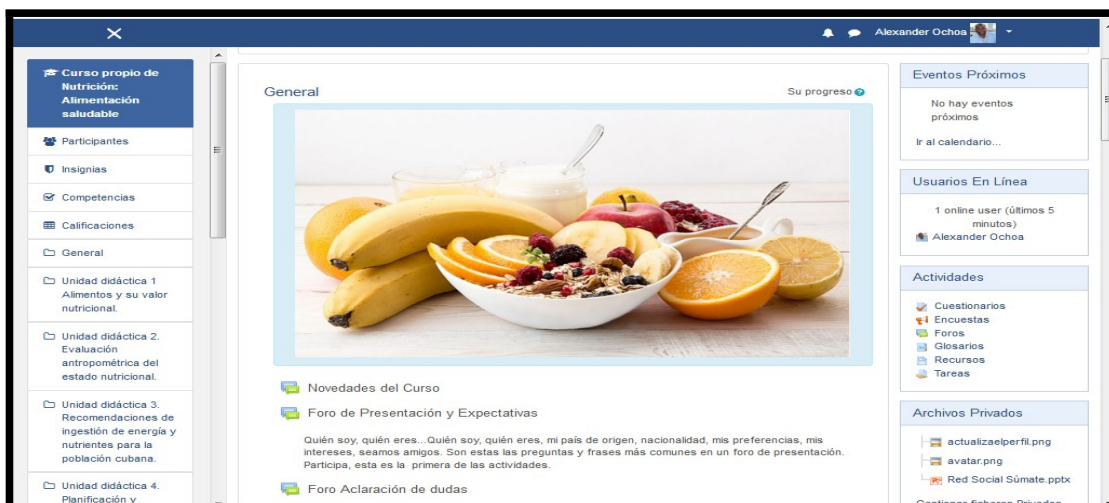 Alexander Ochoa
Curso propio de
Nutrición:
Alimentación
saludable
Participantes
Insignias
Competencias
Calificaciones
General
Unidad didáctica 1
Alimentos y su valor
nutricional.
Unidad didáctica 2.
Evaluación
antropométrica del
estado nutricional.
Unidad didáctica 3.
Recomendaciones de
ingestión de energía y
nutrientes para la
población cubana.
Unidad didáctica 4.
Planificación y
General
Su progreso
Novedades del Curso
Foro de Presentación y Expectativas
Quién soy, quién eres...Quién soy, quién eres, mi país de origen, nacionalidad, mis preferencias, mis
intereses, seamos amigos. Son estas las preguntas y frases más comunes en un foro de presentación.
Participa, esta es la primera de las actividades.
Foro Aclaración de dudas
Eventos Próximos
No hay eventos
próximos
Ir al calendario...
Usuarios En Línea
1 online user (últimos 5
minutos)
Alexander Ochoa
Actividades
Cuestionarios
Encuestas
Foros
Glosarios
Recursos
Tareas
Archivos Privados
actualizaelperfil.png
avatar.png
Red Social Súmate.pptx